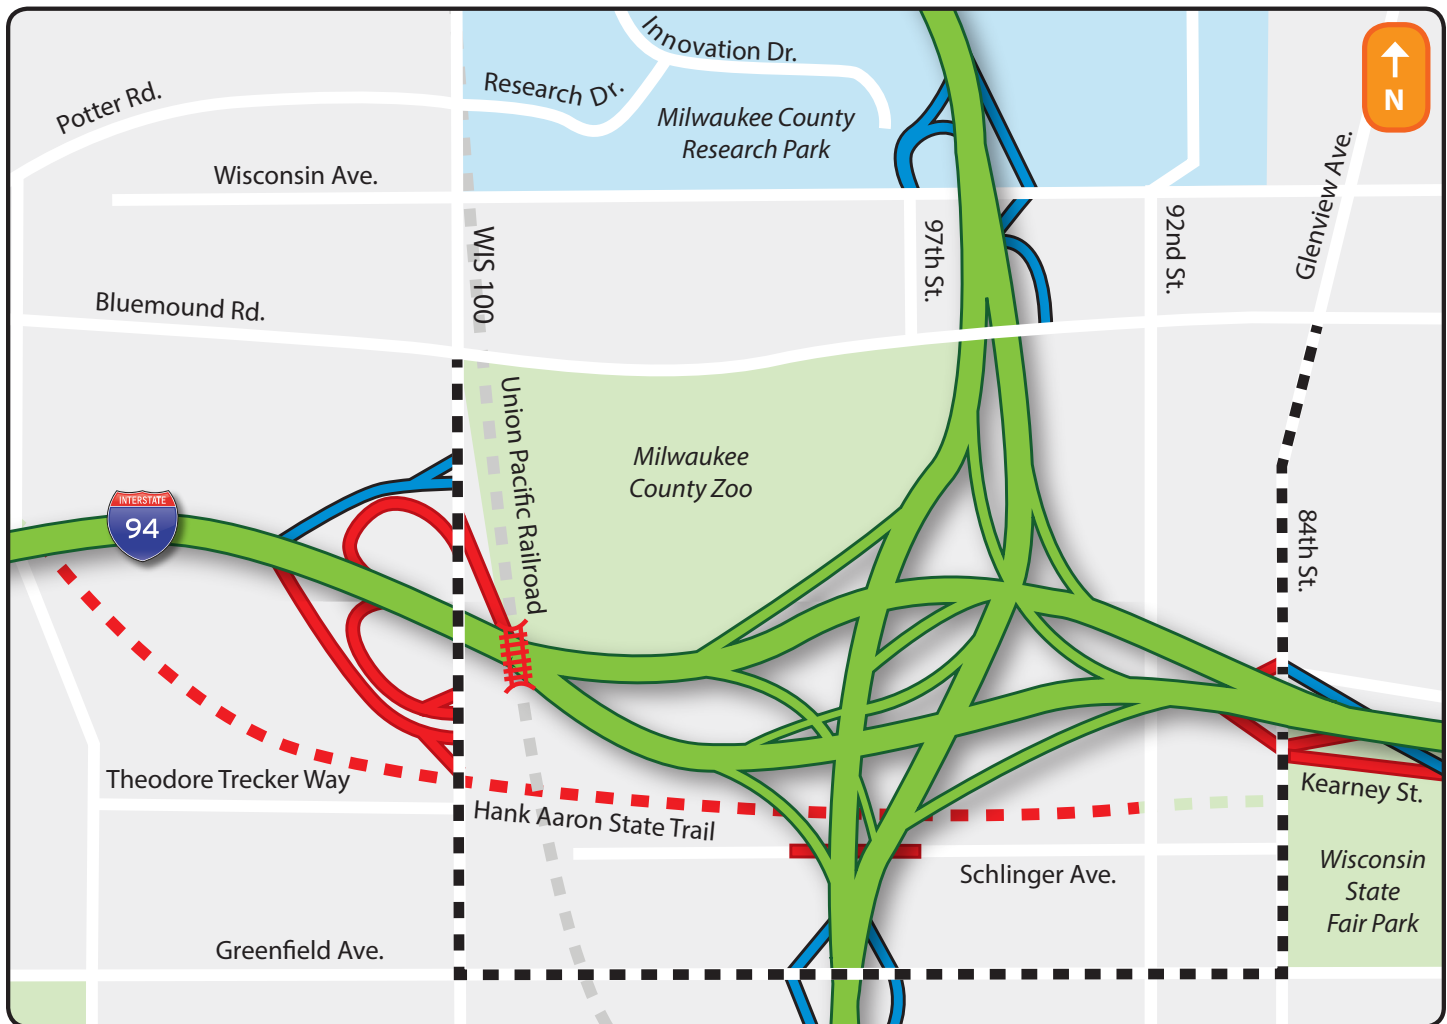 Innovation Dr.
Research Dr.
Potter Rd.
Milwaukee County
Research Park
N
Wisconsin Ave.
Glenview Ave.
WIS 100
97th St.
92nd St.
Bluemound Rd.
Union Pacific Railroad
Milwaukee
County Zoo
INTERSTATE
94
84th St.
Theodore Trecker Way
Hank Aaron State Trail
Kearney St.
Schlinger Ave.
Wisconsin
State
Fair Park
Greenfield Ave.